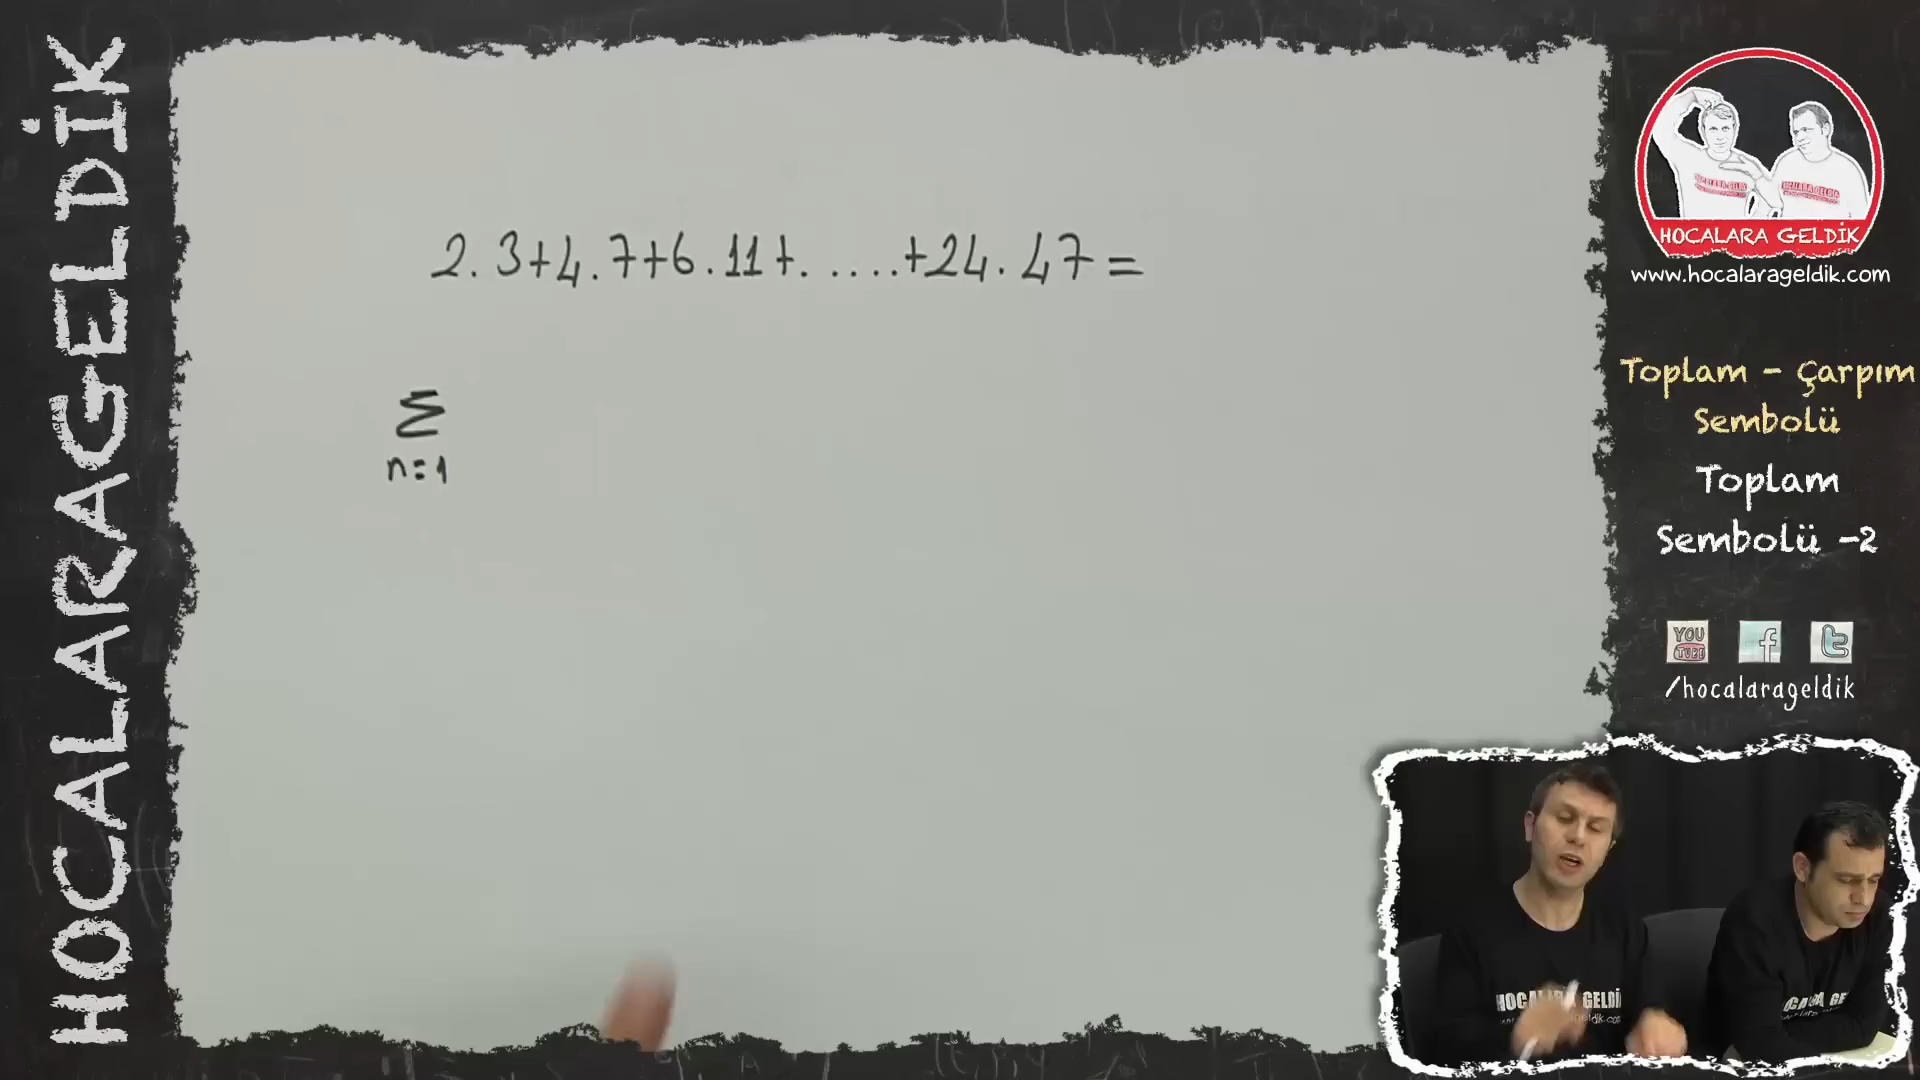 HOCALARAGELDİK
2.3+4.7+6.11+......+24.47=
Σ
n=1
HOCALARA GELDİK
www.hocalarageldik.com
Toplam - Çarpım
Sembolü
Toplam
Sembolü -2
YOU
TUBE
f
t
/hocalarageldik